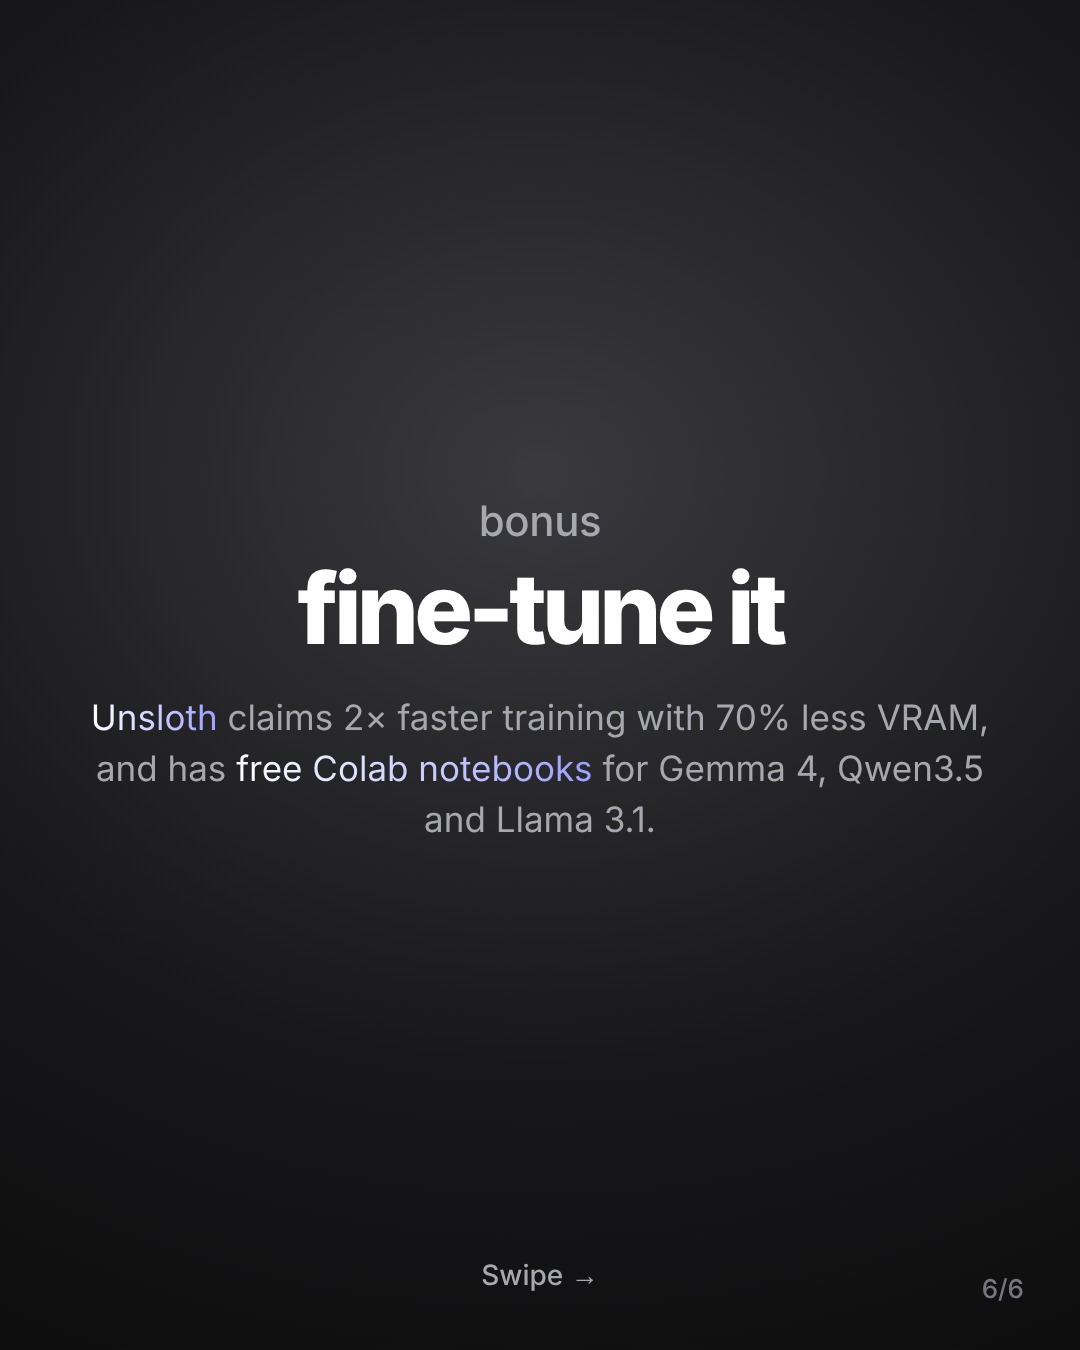 bonus
fine-tune it
Unsloth claims 2× faster training with 70% less VRAM,
and has free Colab notebooks for Gemma 4, Qwen3.5
and Llama 3.1.
Swipe →
6/6